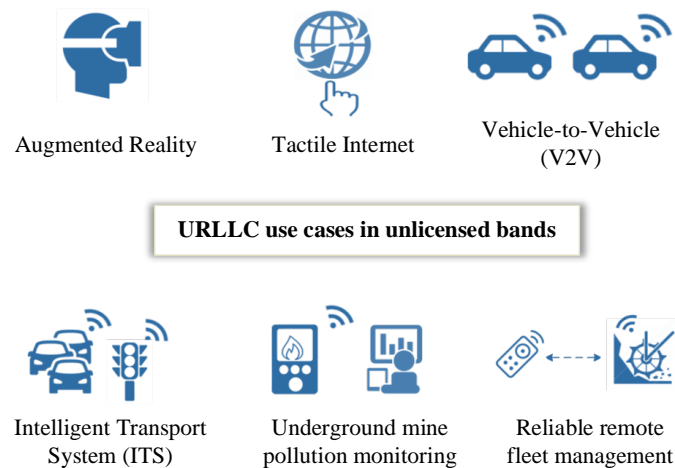 Augmented Reality
Tactile Internet
Vehicle-to-Vehicle
(V2V)
URLLC use cases in unlicensed bands
Intelligent Transport
System (ITS)
Underground mine
pollution monitoring
Reliable remote
fleet management